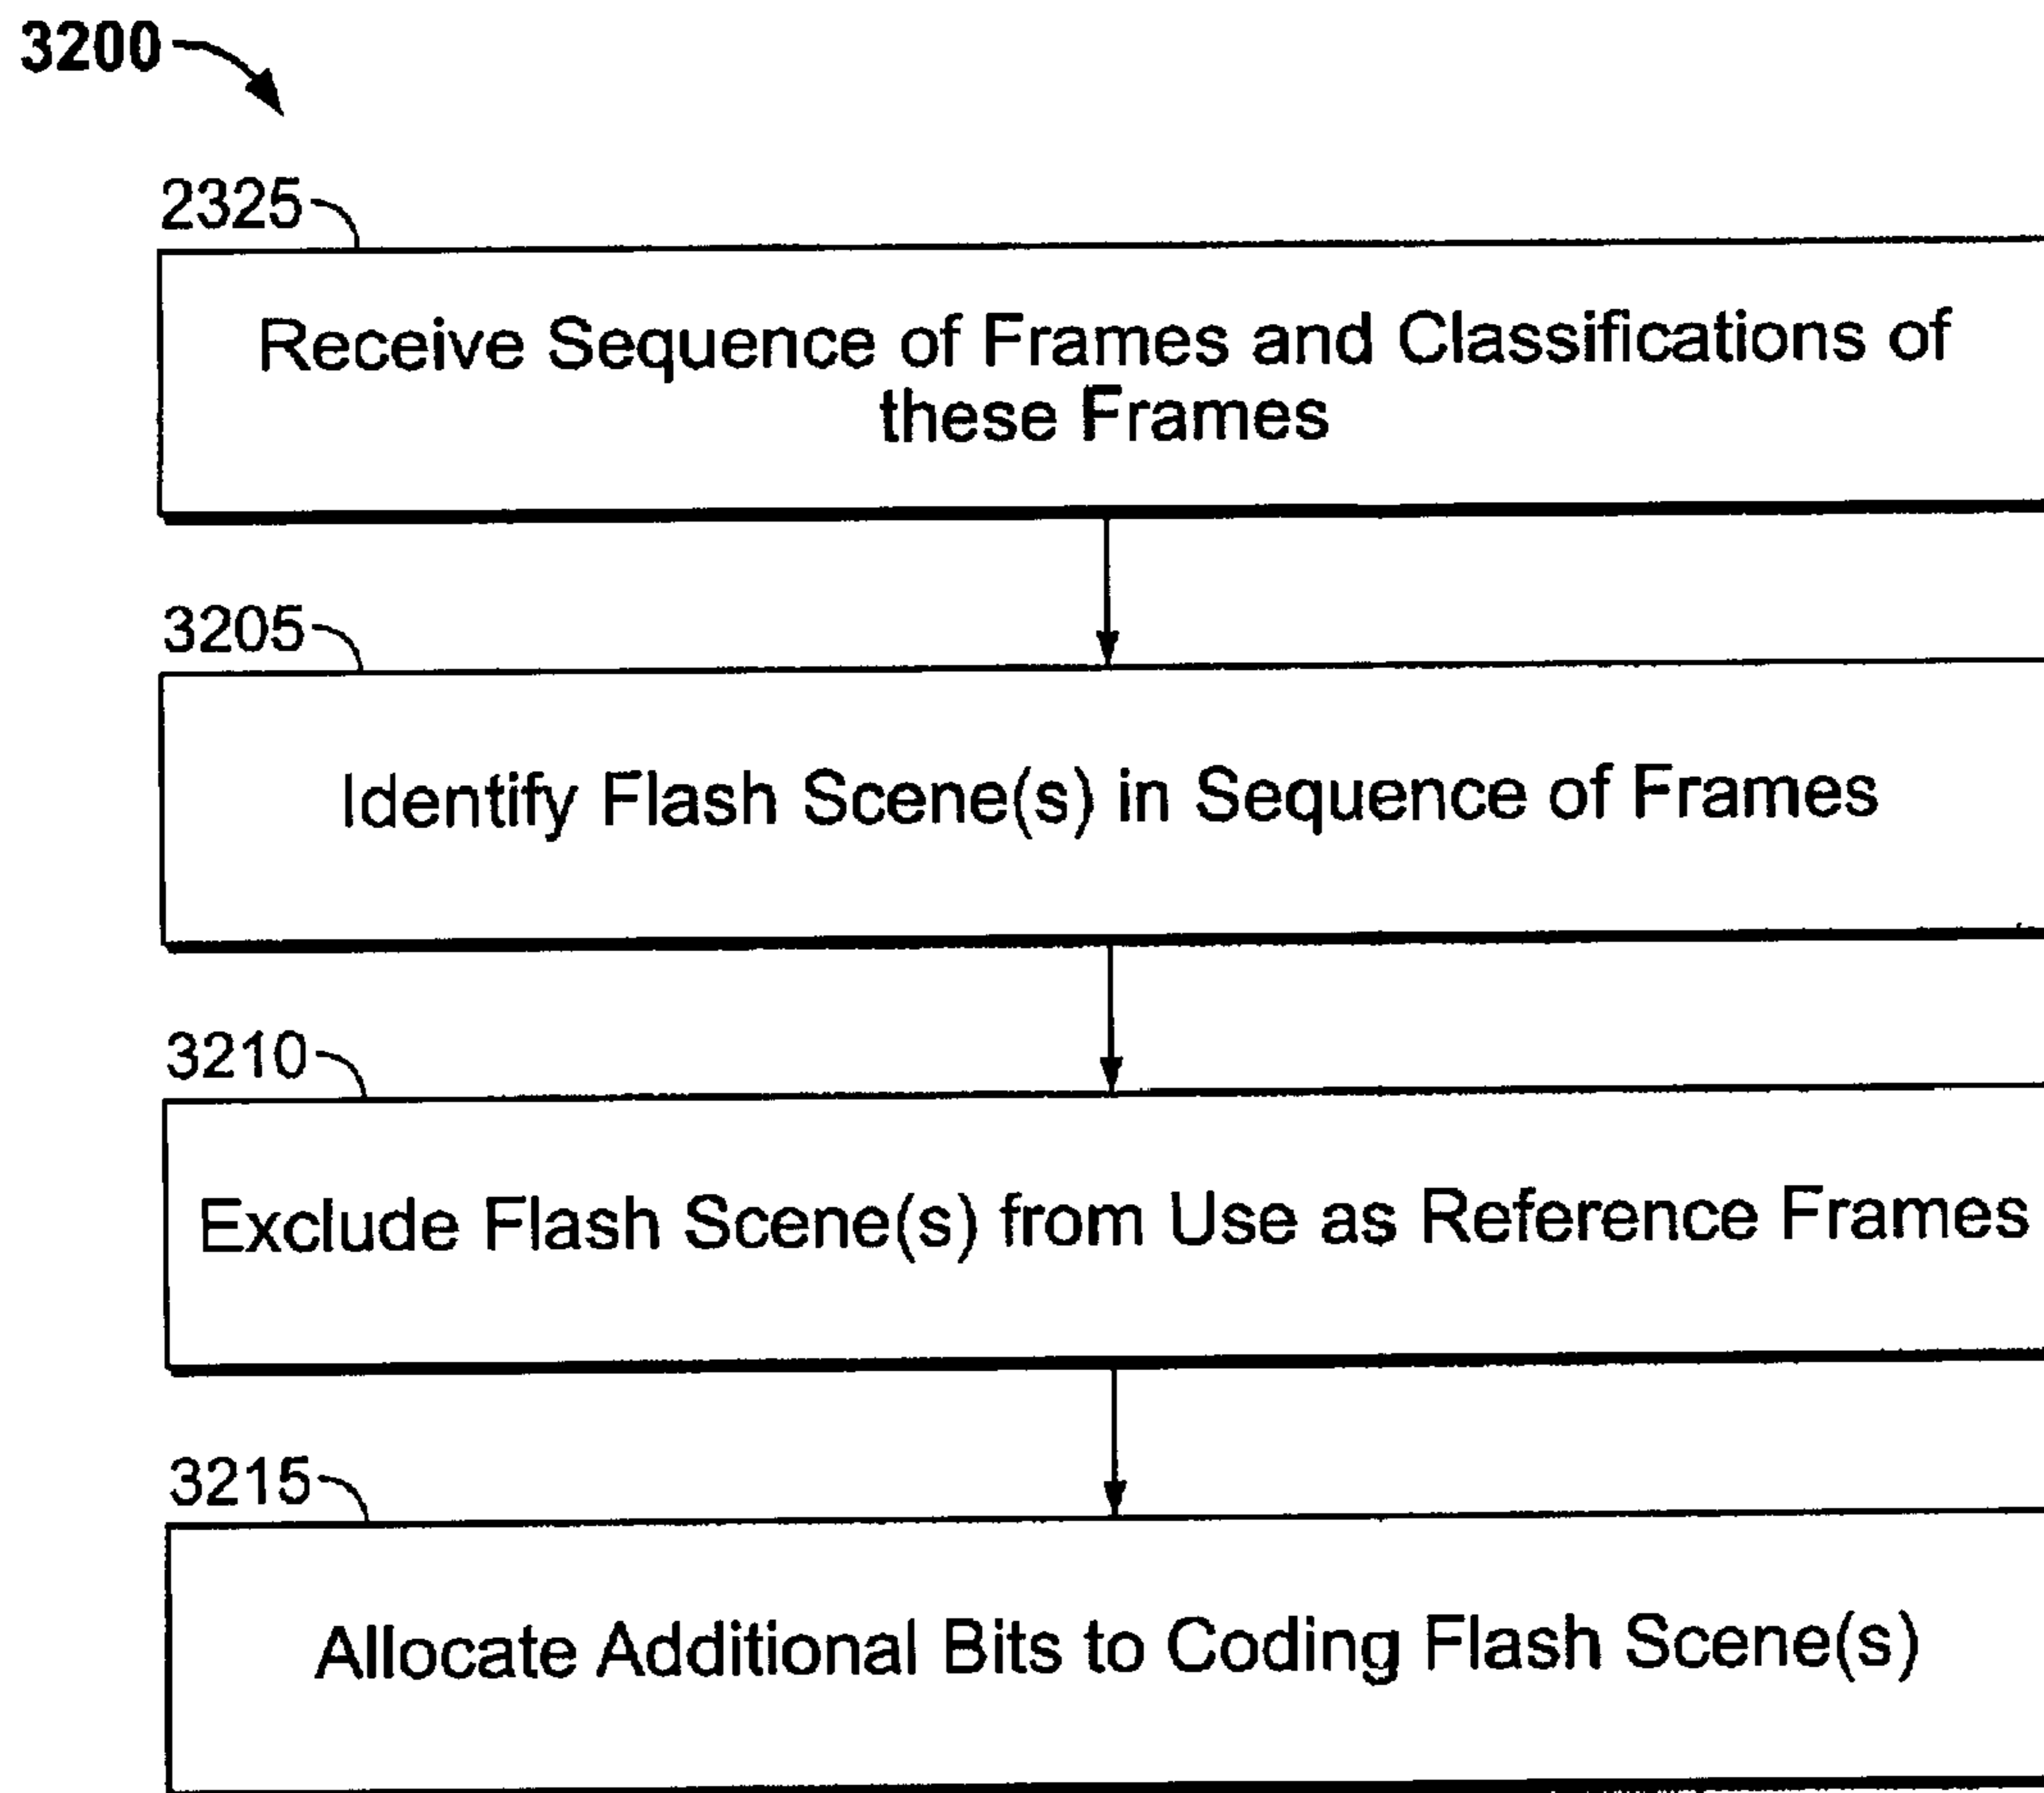 3200
2325
Receive Sequence of Frames and Classifications of
these Frames
3205
Identify Flash Scene(s) in Sequence of Frames
3210
Exclude Flash Scene(s) from Use as Reference Frames
3215
Allocate Additional Bits to Coding Flash Scene(s)